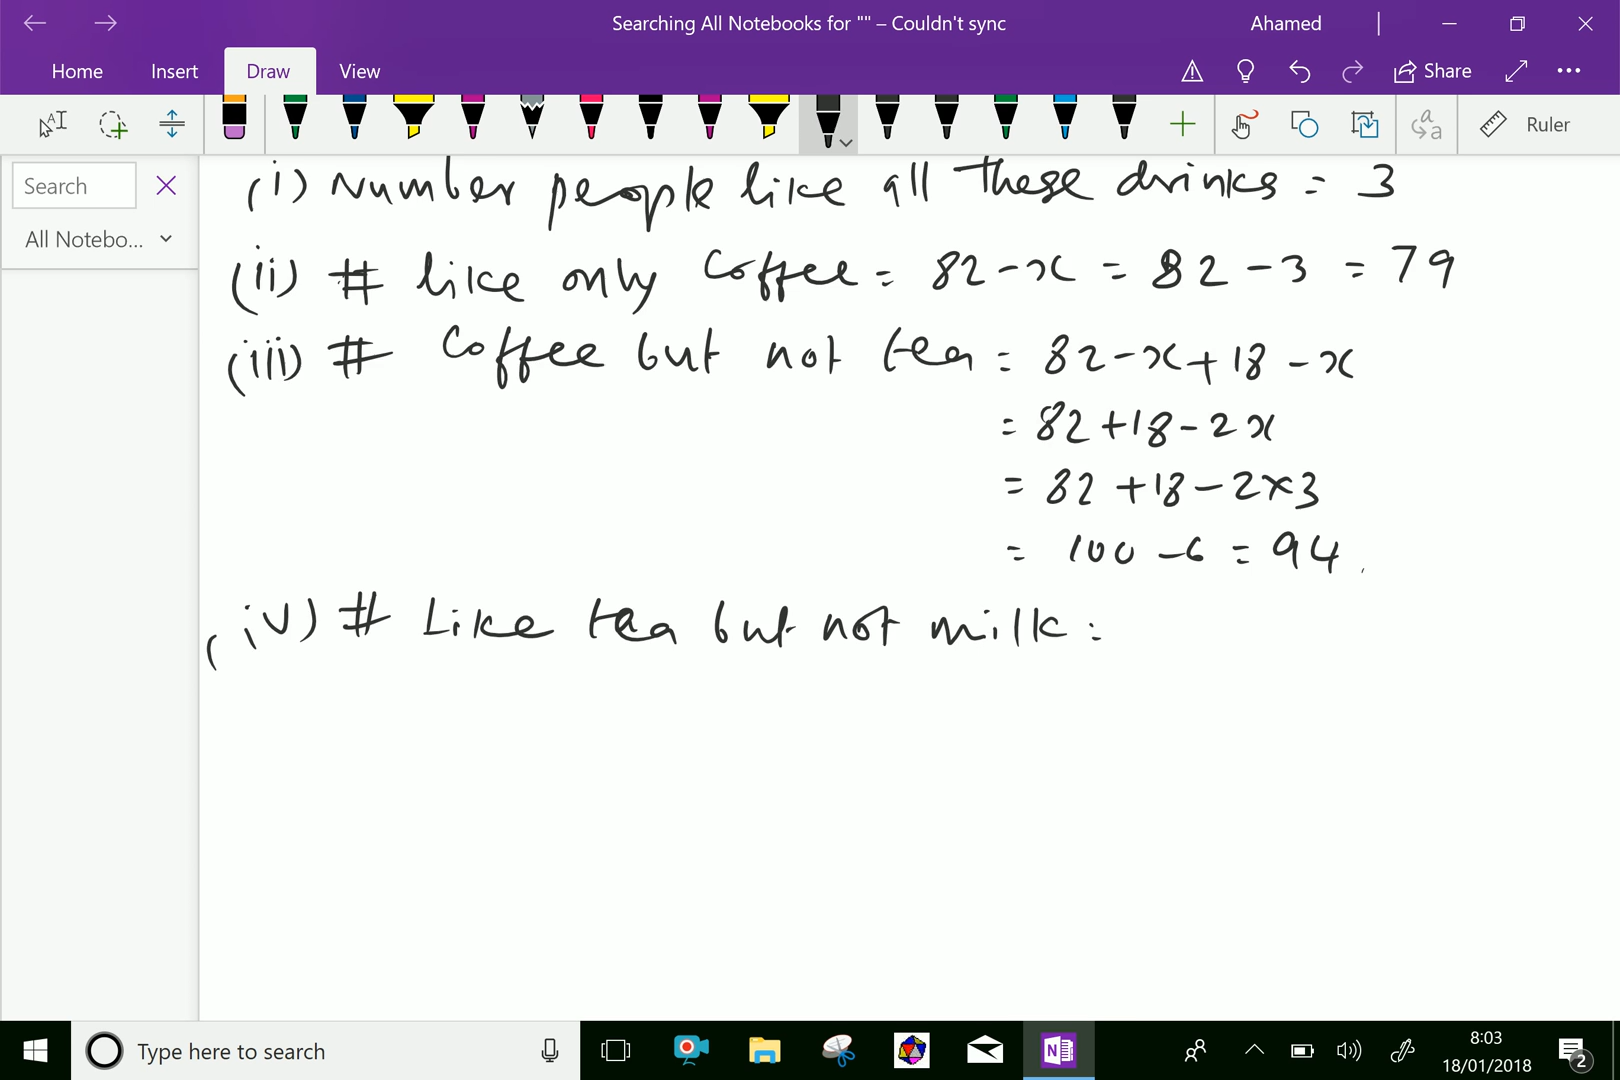 Searching All Notebooks for "" – Couldn't sync
Ahamed
Home Insert Draw View
Share
Ruler
Search
All Notebo...
(i) Number people like all these drinks = 3
(ii) # like only Coffee = 82 - x = 82 - 3 = 79
(iii) # Coffee but not tea = 82 - x + 18 - x
= 82 + 18 - 2x
= 82 + 18 - 2×3
= 100 - 6 = 94.
(iv) # Like tea but not milk =
Type here to search
8:03
18/01/2018
2